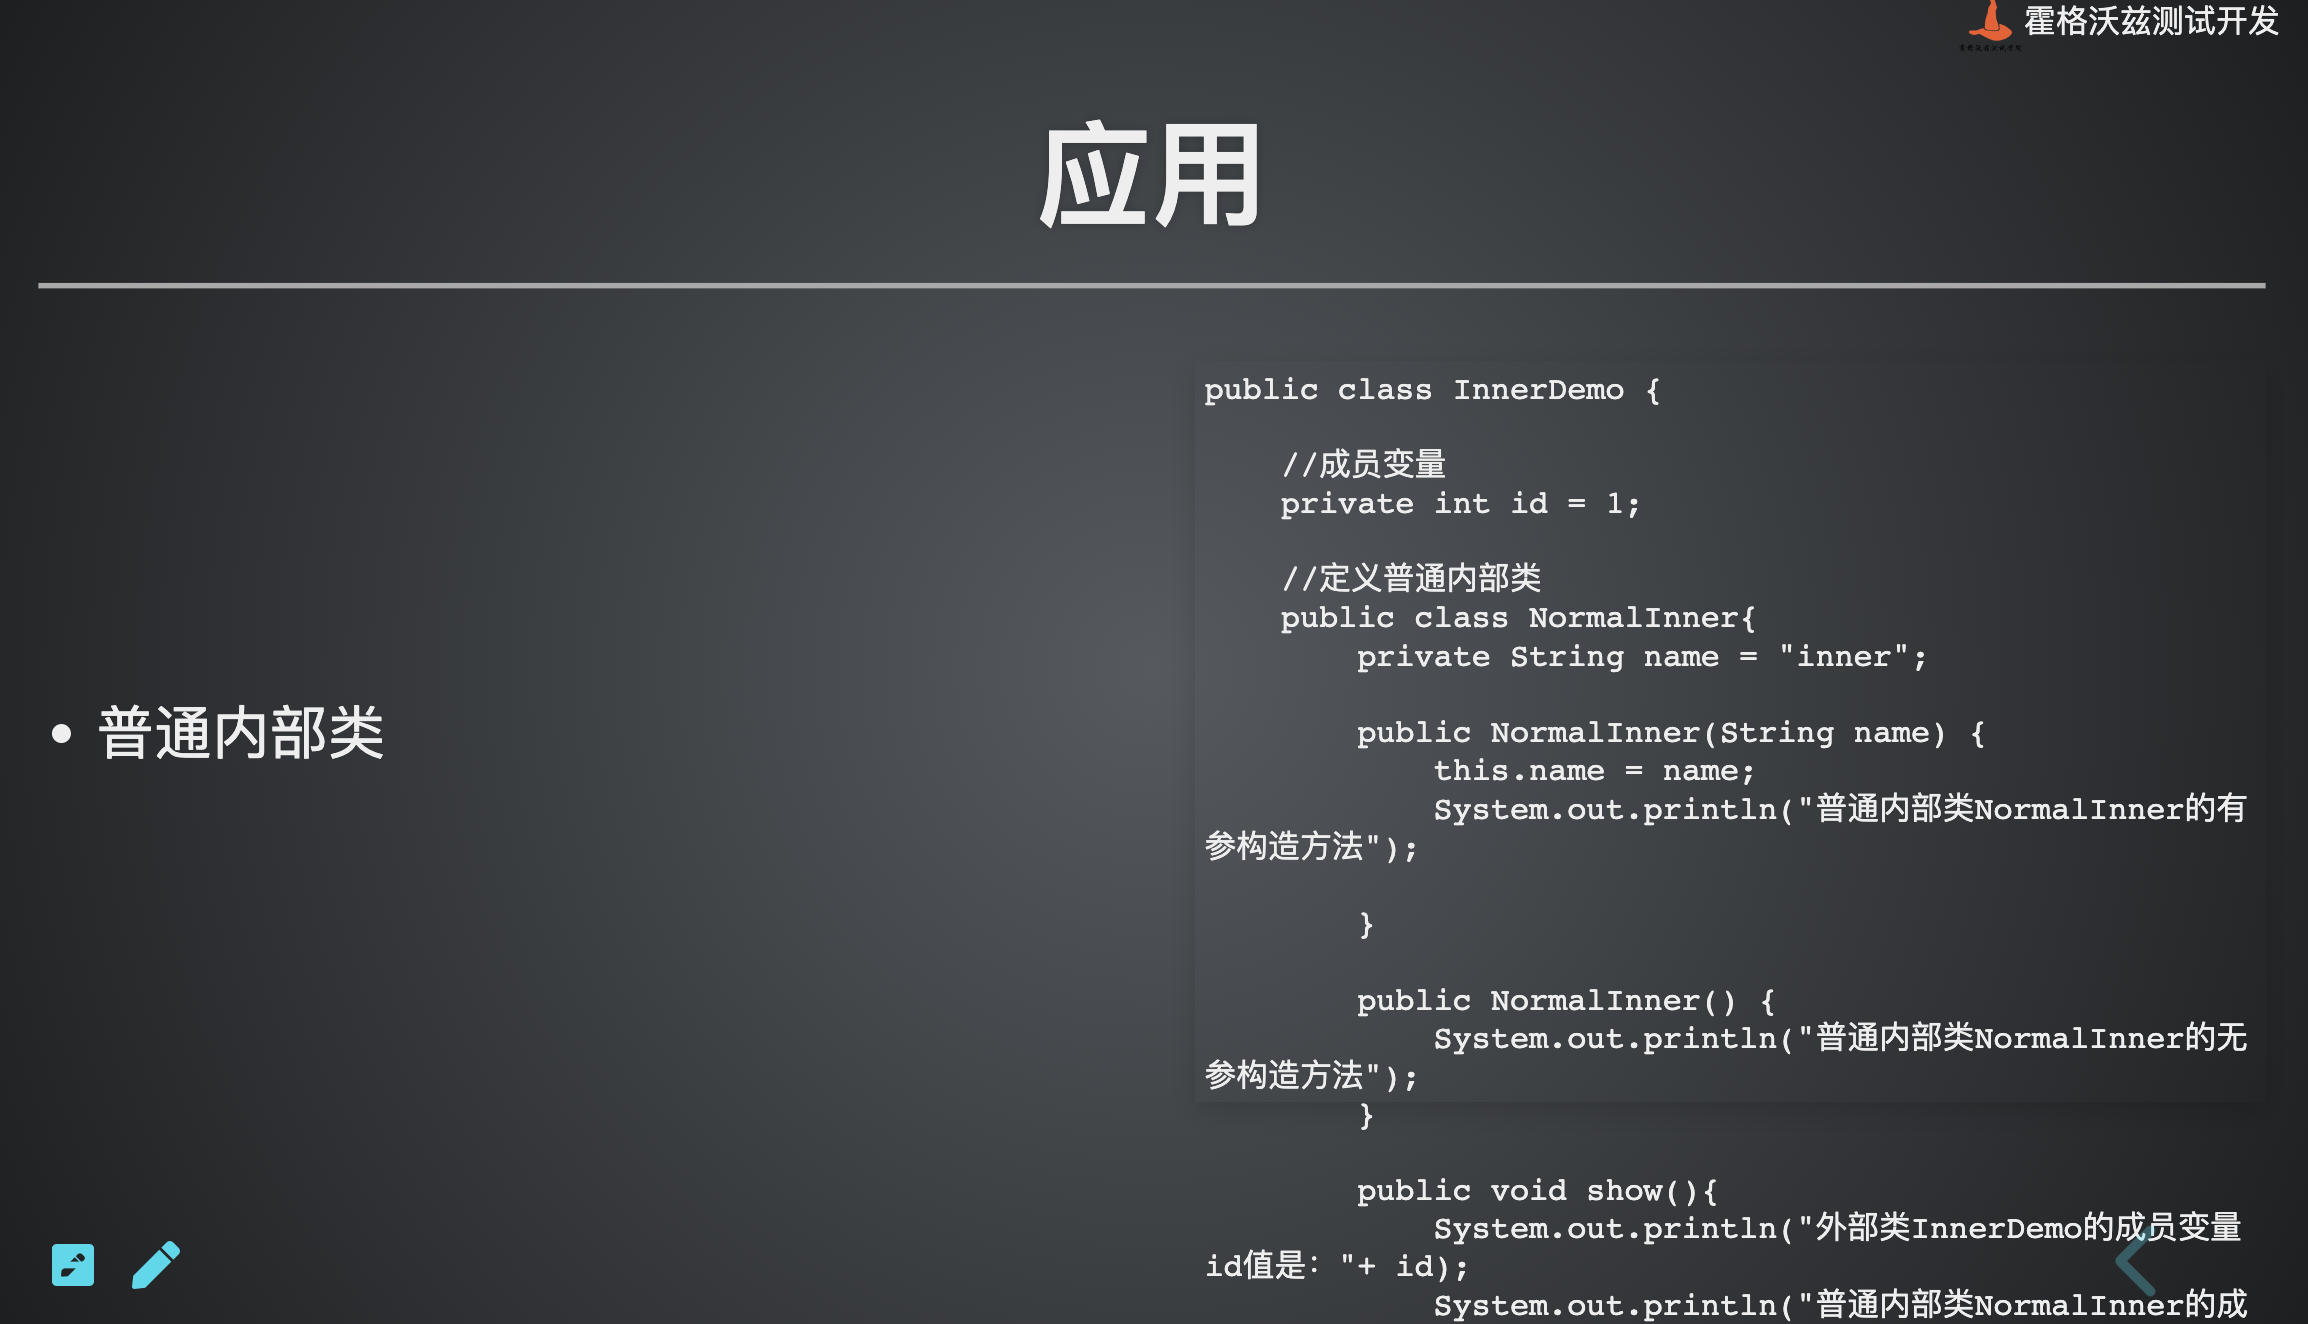 霍格沃兹测试开发
应用
普通内部类
public class InnerDemo {
//成员变量
private int id = 1;
//定义普通内部类
public class NormalInner{
private String name = "inner";
public NormalInner(String name) {
this.name = name;
System.out.println("普通内部类NormalInner的有
参构造方法");
}
public NormalInner() {
System.out.println("普通内部类NormalInner的无
参构造方法");
}
public void show(){
System.out.println("外部类InnerDemo的成员变量
id值是："+ id);
System.out.println("普通内部类NormalInner的成